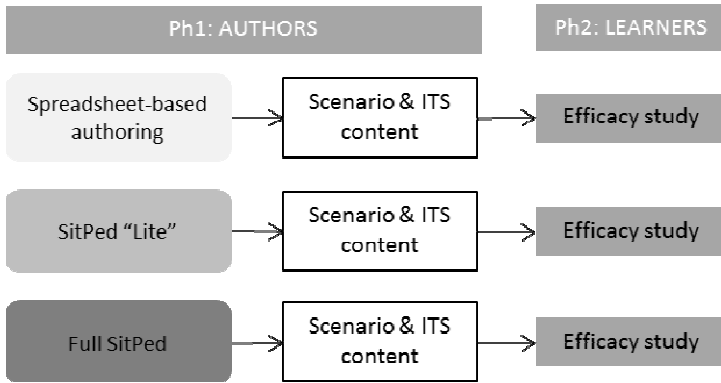 Ph1: AUTHORS
Ph2: LEARNERS
Spreadsheet-based
authoring
Scenario & ITS
content
Efficacy study
SitPed “Lite”
Scenario & ITS
content
Efficacy study
Full SitPed
Scenario & ITS
content
Efficacy study